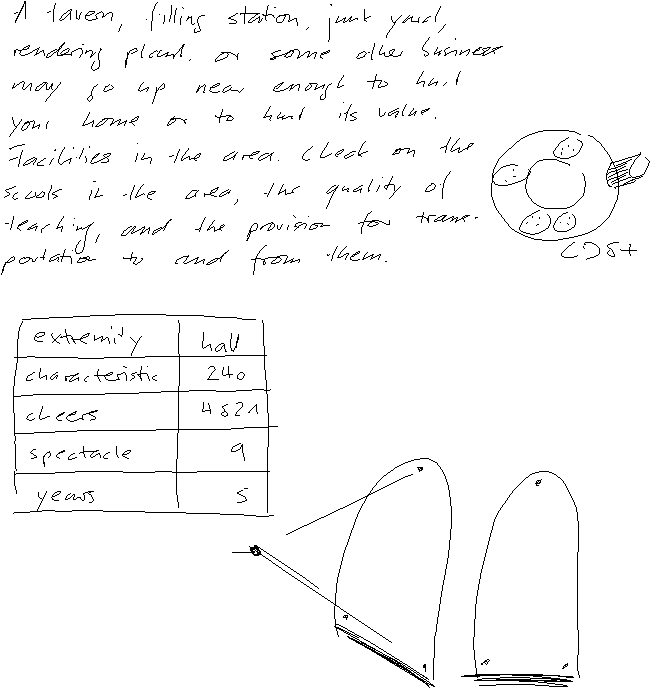 A tavern, filling station, junk yard,
rendering plant. or some other business
may go up near enough to hurt
your home or to hurt its value.
Facilities in the area. Check on the
scools in the area, the quality of
teaching, and the provision for trans-
portation to and from them.
CD8+
extremity hall
characteristic 240
cheers 4521
spectacle 9
years 5